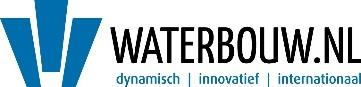 WATERBOUW.NL
dynamisch | innovatief | internationaal